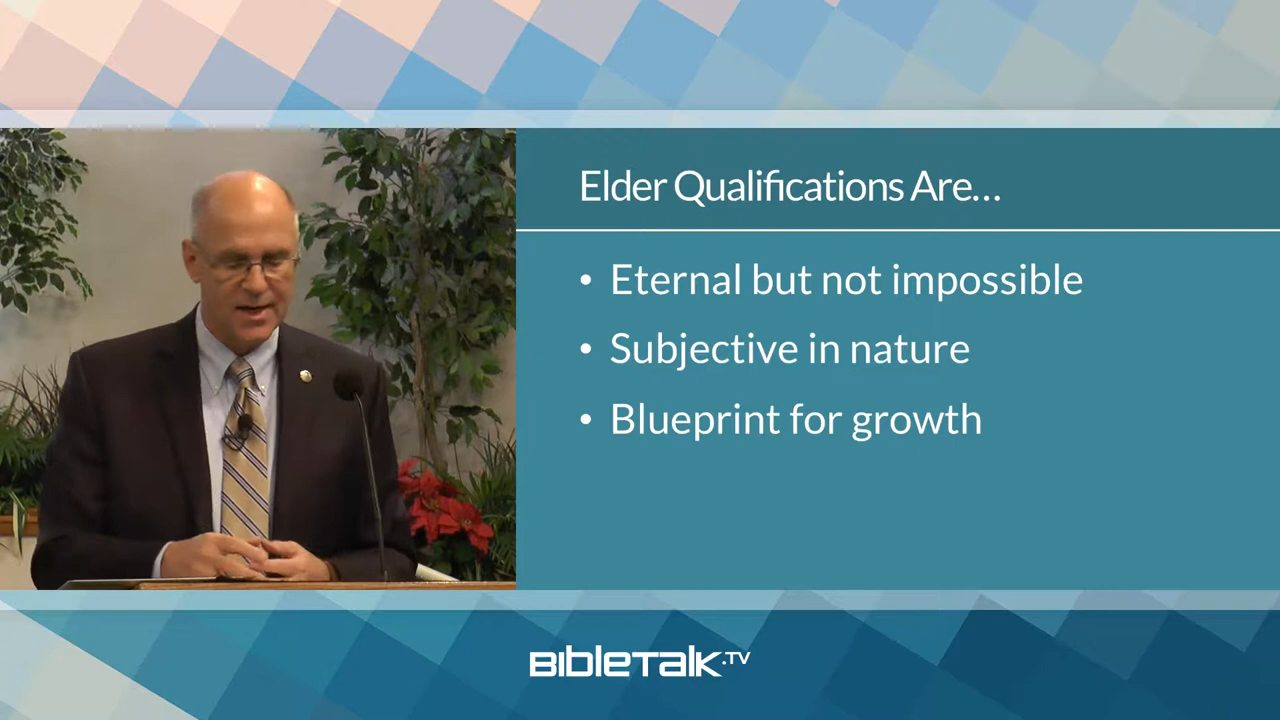 Elder Qualifications Are...
• Eternal but not impossible
• Subjective in nature
• Blueprint for growth
BIBLETALK.TV